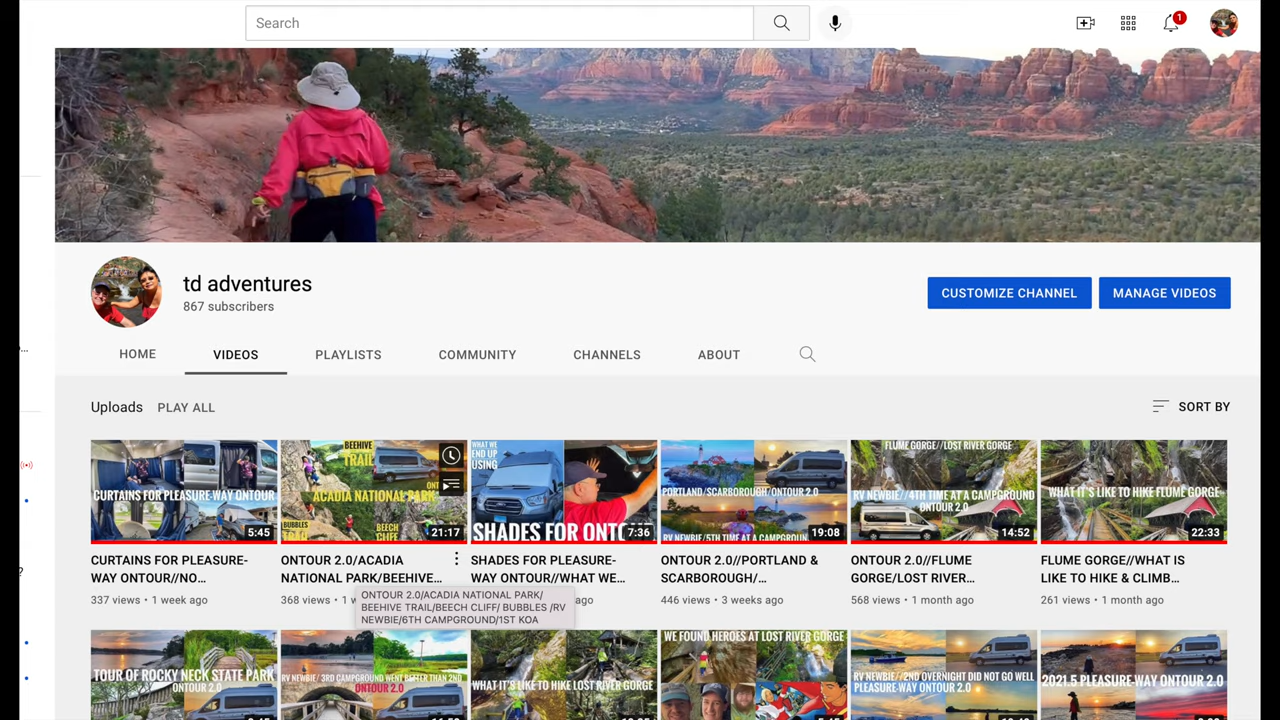 Search
1
td adventures
867 subscribers
CUSTOMIZE CHANNEL
MANAGE VIDEOS
HOME
VIDEOS
PLAYLISTS
COMMUNITY
CHANNELS
ABOUT
Uploads
PLAY ALL
SORT BY
CURTAINS FOR PLEASURE-WAY ONTOUR
5:45
BEEHIVE
TRAIL
ONT
ACADIA NATIONAL PARK
BUBBLES
TRAIL
BEECH
CLIFF
21:17
WHAT WE
END UP
USING
SHADES FOR ONTO
7:36
PORTLAND/SCARBOROUGH/ONTOUR 2.0
RV NEWBIE/5TH TIME AT A CAMPGROUN
19:08
FLUME GORGE//LOST RIVER GORGE
RV NEWBIE//4TH TIME AT A CAMPGROUND
ONTOUR 2.0
14:52
WHAT IT'S LIKE TO HIKE FLUME GORGE
22:33
CURTAINS FOR PLEASURE-
WAY ONTOUR//NO...
337 views • 1 week ago
ONTOUR 2.0/ACADIA
NATIONAL PARK/BEEHIVE...
368 views • 1 w
SHADES FOR PLEASURE-
WAY ONTOUR//WHAT WE...
ago
ONTOUR 2.0//PORTLAND &
SCARBOROUGH/...
446 views • 3 weeks ago
ONTOUR 2.0//FLUME
GORGE/LOST RIVER...
568 views • 1 month ago
FLUME GORGE//WHAT IS
LIKE TO HIKE & CLIMB...
261 views • 1 month ago
ONTOUR 2.0/ACADIA NATIONAL PARK/
BEEHIVE TRAIL/BEECH CLIFF/ BUBBLES /RV
NEWBIE/6TH CAMPGROUND/1ST KOA
TOUR OF ROCKY NECK STATE PARK
ONTOUR 2.0
RV NEWBIE/ 3RD CAMPGROUND WENT BETTER THAN 2ND
ONTOUR 2.0
WHAT IT'S LIKE TO HIKE LOST RIVER GORGE
WE FOUND HEROES AT LOST RIVER GORGE
RV NEWBIE//2ND OVERNIGHT DID NOT GO WELL
PLEASURE-WAY ONTOUR 2.0
2021.5 PLEASURE-WAY ONTOUR 2.0